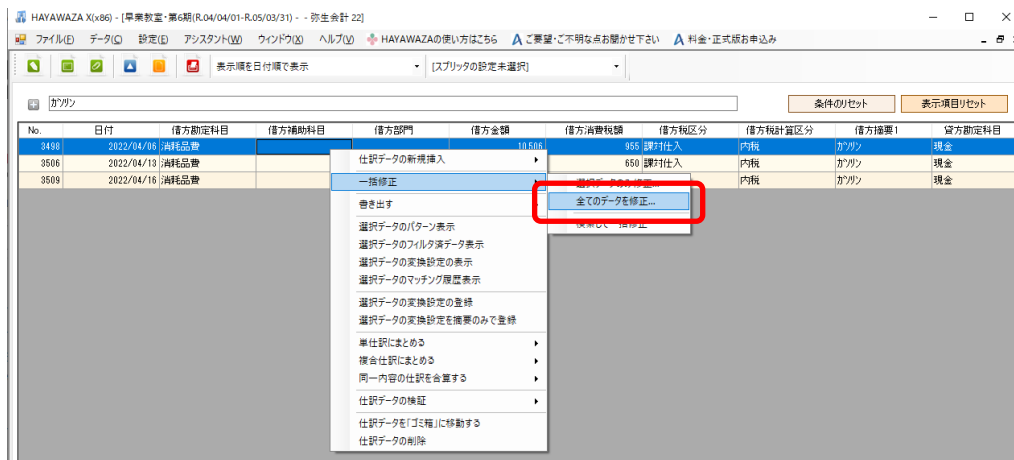 HAYAWAZA X(x86) - [早業教室・第6期(R.04/04/01-R.05/03/31) - - 弥生会計 22]
ファイル(F) データ(C) 設定(E) アシスタント(W) ウィンドウ(X) ヘルプ(V) HAYAWAZAの使い方はこちら ご要望・ご不明な点お聞かせ下さい 料金・正式版お申込み
表示順を日付順で表示 [スプリッタの設定未選択]
ｶﾞｿﾘﾝ 条件のリセット 表示項目リセット
No. 日付 借方勘定科目 借方補助科目 借方部門 借方金額 借方消費税額 借方税区分 借方税計算区分 借方摘要1 貸方勘定科目
3498 2022/04/06 消耗品費 10,506 955 課対仕入 内税 ｶﾞｿﾘﾝ 現金
3506 2022/04/13 消耗品費 650 課対仕入 内税 ｶﾞｿﾘﾝ 現金
3509 2022/04/16 消耗品費 内税 ｶﾞｿﾘﾝ 現金
仕訳データの新規挿入
一括修正
書き出す
選択データのパターン表示
選択データのフィルタ済データ表示
選択データの変換設定の表示
選択データのマッチング履歴表示
選択データの変換設定の登録
選択データの変換設定を摘要のみで登録
単仕訳にまとめる
複合仕訳にまとめる
同一内容の仕訳を合算する
仕訳データの検証
仕訳データを「ゴミ箱」に移動する
仕訳データの削除
選択データのみ修正...
全てのデータを修正...
検索して一括修正